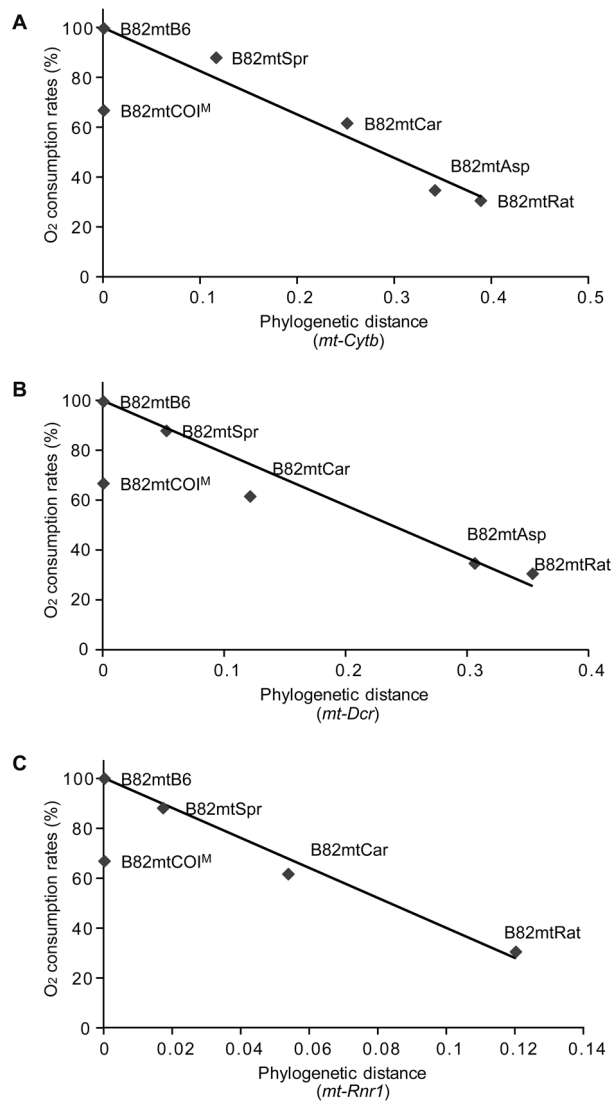 A
O2 consumption rates (%)
100
80
60
40
20
0
B82mtB6
B82mtSpr
B82mtCOIM
B82mtCar
B82mtAsp
B82mtRat
0 0.1 0.2 0.3 0.4 0.5
Phylogenetic distance
(mt-Cytb)
B
O2 consumption rates (%)
100
80
60
40
20
0
B82mtB6
B82mtSpr
B82mtCar
B82mtCOIM
B82mtAsp
B82mtRat
0 0.1 0.2 0.3 0.4
Phylogenetic distance
(mt-Dcr)
C
O2 consumption rates (%)
100
80
60
40
20
0
B82mtB6
B82mtSpr
B82mtCar
B82mtCOIM
B82mtRat
0 0.02 0.04 0.06 0.08 0.1 0.12 0.14
Phylogenetic distance
(mt-Rnr1)